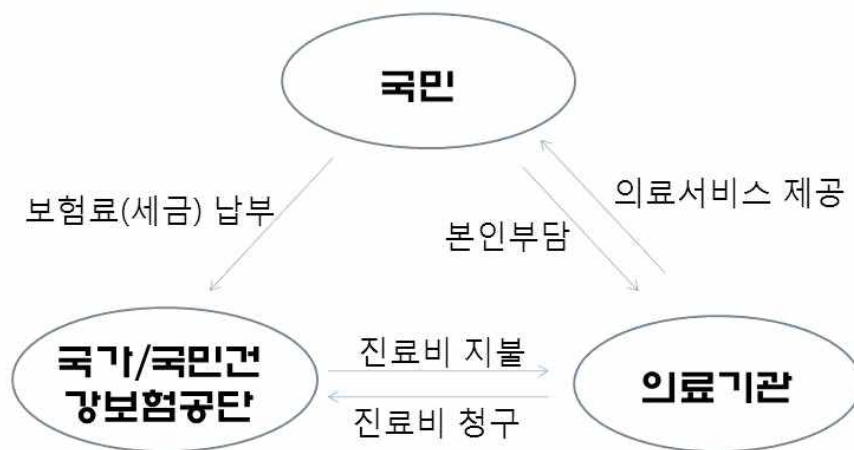 국민
보험료(세금) 납부
의료서비스 제공
본인부담
국가/국민건
강보험공단
진료비 지불
의료기관
진료비 청구